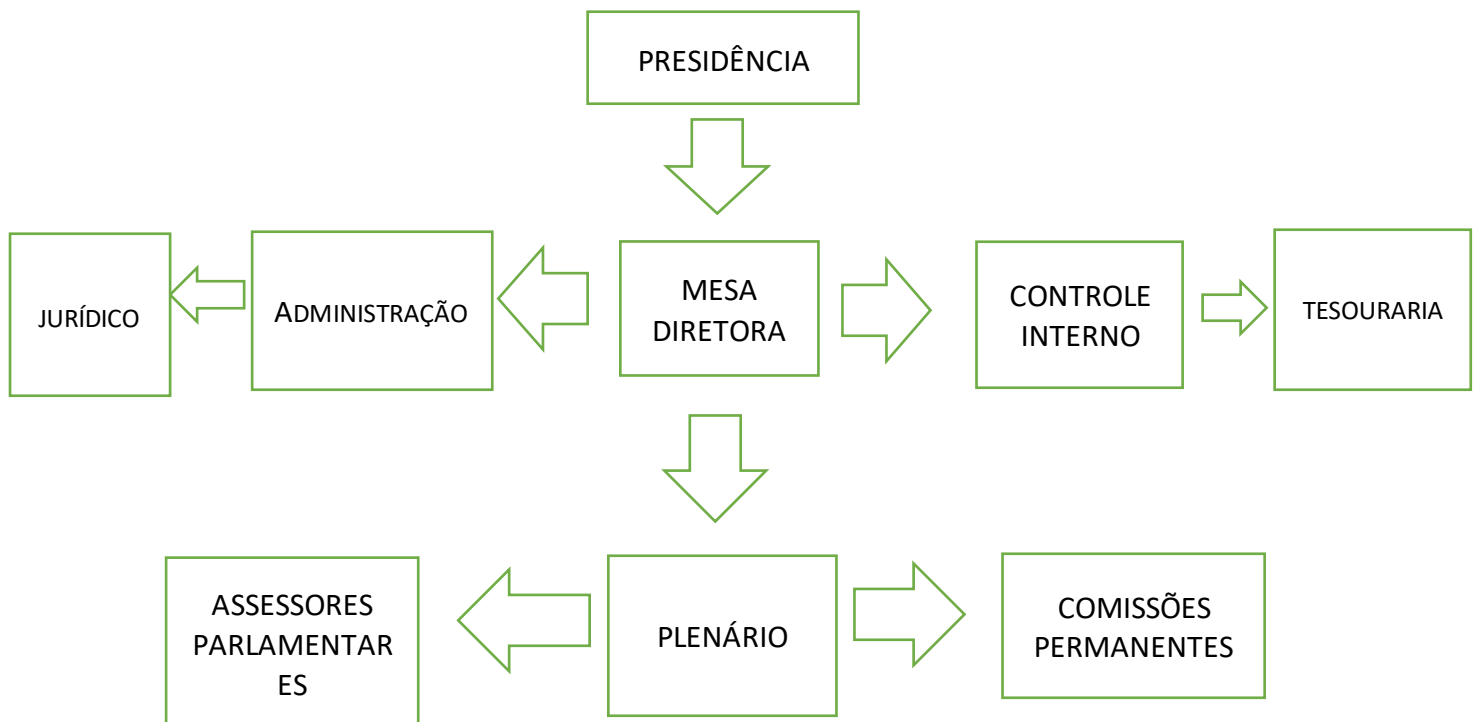 PRESIDÊNCIA
JURÍDICO
ADMINISTRAÇÃO
MESA
DIRETORA
CONTROLE
INTERNO
TESOURARIA
ASSESSORES
PARLAMENTAR
ES
PLENÁRIO
COMISSÕES
PERMANENTES